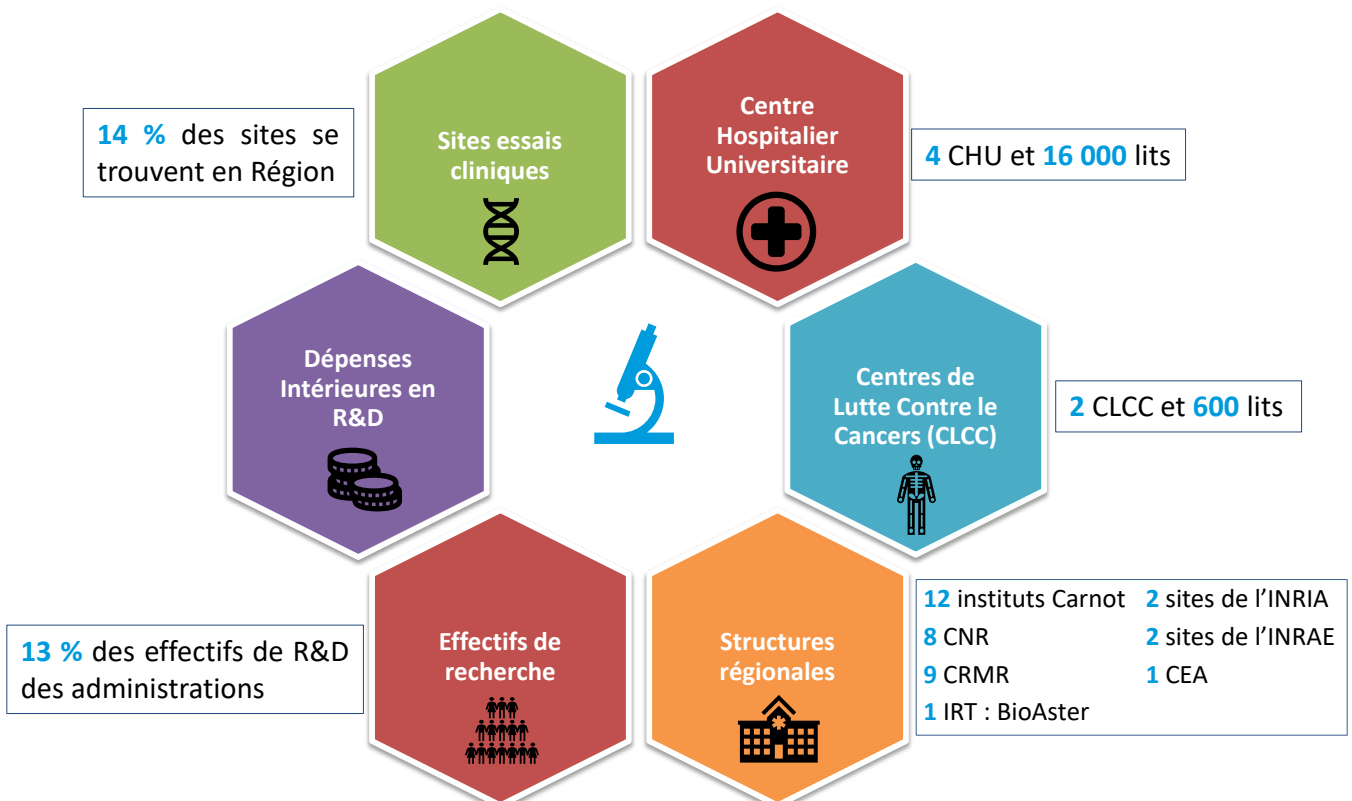 14 % des sites se
trouvent en Région
Sites essais
cliniques
Centre
Hospitalier
Universitaire
4 CHU et 16 000 lits
Dépenses
Intérieures en
R&D
Centres de
Lutte Contre le
Cancers (CLCC)
2 CLCC et 600 lits
13 % des effectifs de R&D
des administrations
Effectifs de
recherche
Structures
régionales
12 instituts Carnot
8 CNR
9 CRMR
1 IRT : BioAster
2 sites de l’INRIA
2 sites de l’INRAE
1 CEA